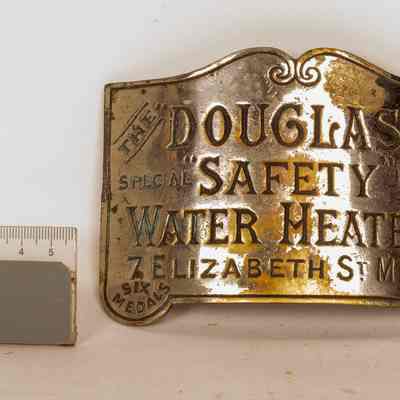 THE "DOUGLAS
SPECIAL "SAFETY"
WATER HEATE
7 ELIZABETH ST M
SIX
MEDALS
4 5